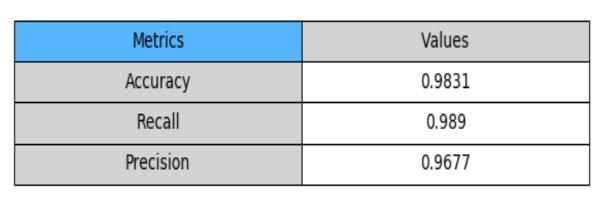 Metrics Values
Accuracy 0.9831
Recall 0.989
Precision 0.9677